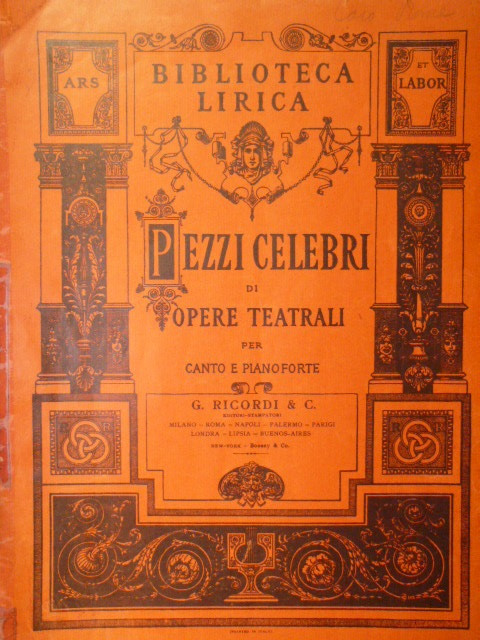 ARS
BIBLIOTECA
LIRICA
ET
LABOR
PEZZI CELEBRI
DI
OPERE TEATRALI
PER
CANTO E PIANOFORTE
G. RICORDI & C.
EDITORI-STAMPATORI
MILANO - ROMA - NAPOLI - PALERMO - PARIGI
LONDRA - LIPSIA - BUENOS-AIRES
NEW-YORK - Boosey & Co.